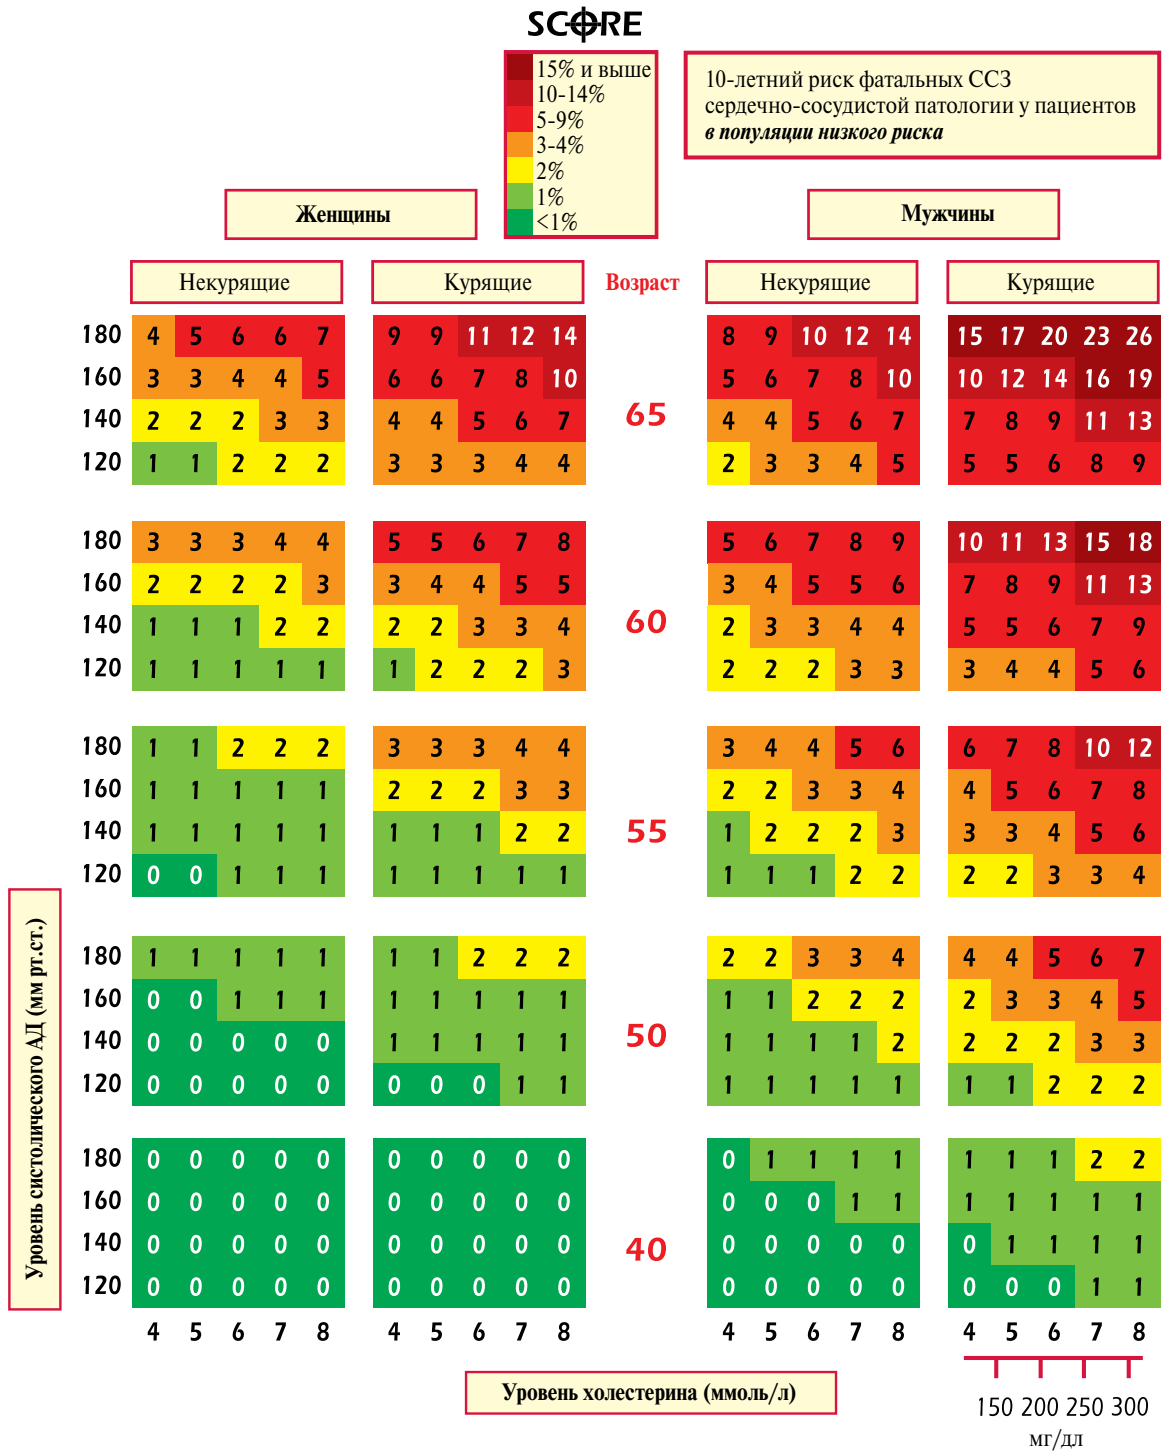 SCORE
15% и выше
10-14%
5-9%
3-4%
2%
1%
<1%
10-летний риск фатальных ССЗ
сердечно-сосудистой патологии у пациентов
в популяции низкого риска
Женщины
Мужчины
Некурящие Курящие Возраст Некурящие Курящие
180 4 5 6 6 7 9 9 11 12 14 8 9 10 12 14 15 17 20 23 26
160 3 3 4 4 5 6 6 7 8 10 5 6 7 8 10 10 12 14 16 19
65
140 2 2 2 3 3 4 4 5 6 7 4 4 5 6 7 7 8 9 11 13
120 1 1 2 2 2 3 3 3 4 4 2 3 3 4 5 5 5 6 8 9
180 3 3 3 4 4 5 5 6 7 8 5 6 7 8 9 10 11 13 15 18
160 2 2 2 2 3 3 4 4 5 5 3 4 5 5 6 7 8 9 11 13
60
140 1 1 1 2 2 2 2 3 3 4 2 3 3 4 4 5 5 6 7 9
120 1 1 1 1 1 1 2 2 2 3 2 2 2 3 3 3 4 4 5 6
180 1 1 2 2 2 3 3 3 4 4 3 4 4 5 6 6 7 8 10 12
160 1 1 1 1 1 2 2 2 3 3 2 2 3 3 4 4 5 6 7 8
55
140 1 1 1 1 1 1 1 1 2 2 1 2 2 2 3 3 3 4 5 6
120 0 0 1 1 1 1 1 1 1 1 1 1 1 2 2 2 2 3 3 4
180 1 1 1 1 1 1 1 2 2 2 2 2 3 3 4 4 4 5 6 7
160 0 0 1 1 1 1 1 1 1 1 1 1 2 2 2 2 3 3 4 5
50
140 0 0 0 0 0 1 1 1 1 1 1 1 1 1 2 2 2 2 3 3
120 0 0 0 0 0 0 0 0 1 1 1 1 1 1 1 1 1 2 2 2
180 0 0 0 0 0 0 0 0 0 0 0 1 1 1 1 1 1 1 2 2
160 0 0 0 0 0 0 0 0 0 0 0 0 0 1 1 1 1 1 1 1
40
140 0 0 0 0 0 0 0 0 0 0 0 0 0 0 0 0 1 1 1 1
120 0 0 0 0 0 0 0 0 0 0 0 0 0 0 0 0 0 0 1 1
4 5 6 7 8 4 5 6 7 8 4 5 6 7 8 4 5 6 7 8
Уровень систолического АД (мм рт.ст.)
Уровень холестерина (ммоль/л)
150 200 250 300
мг/дл